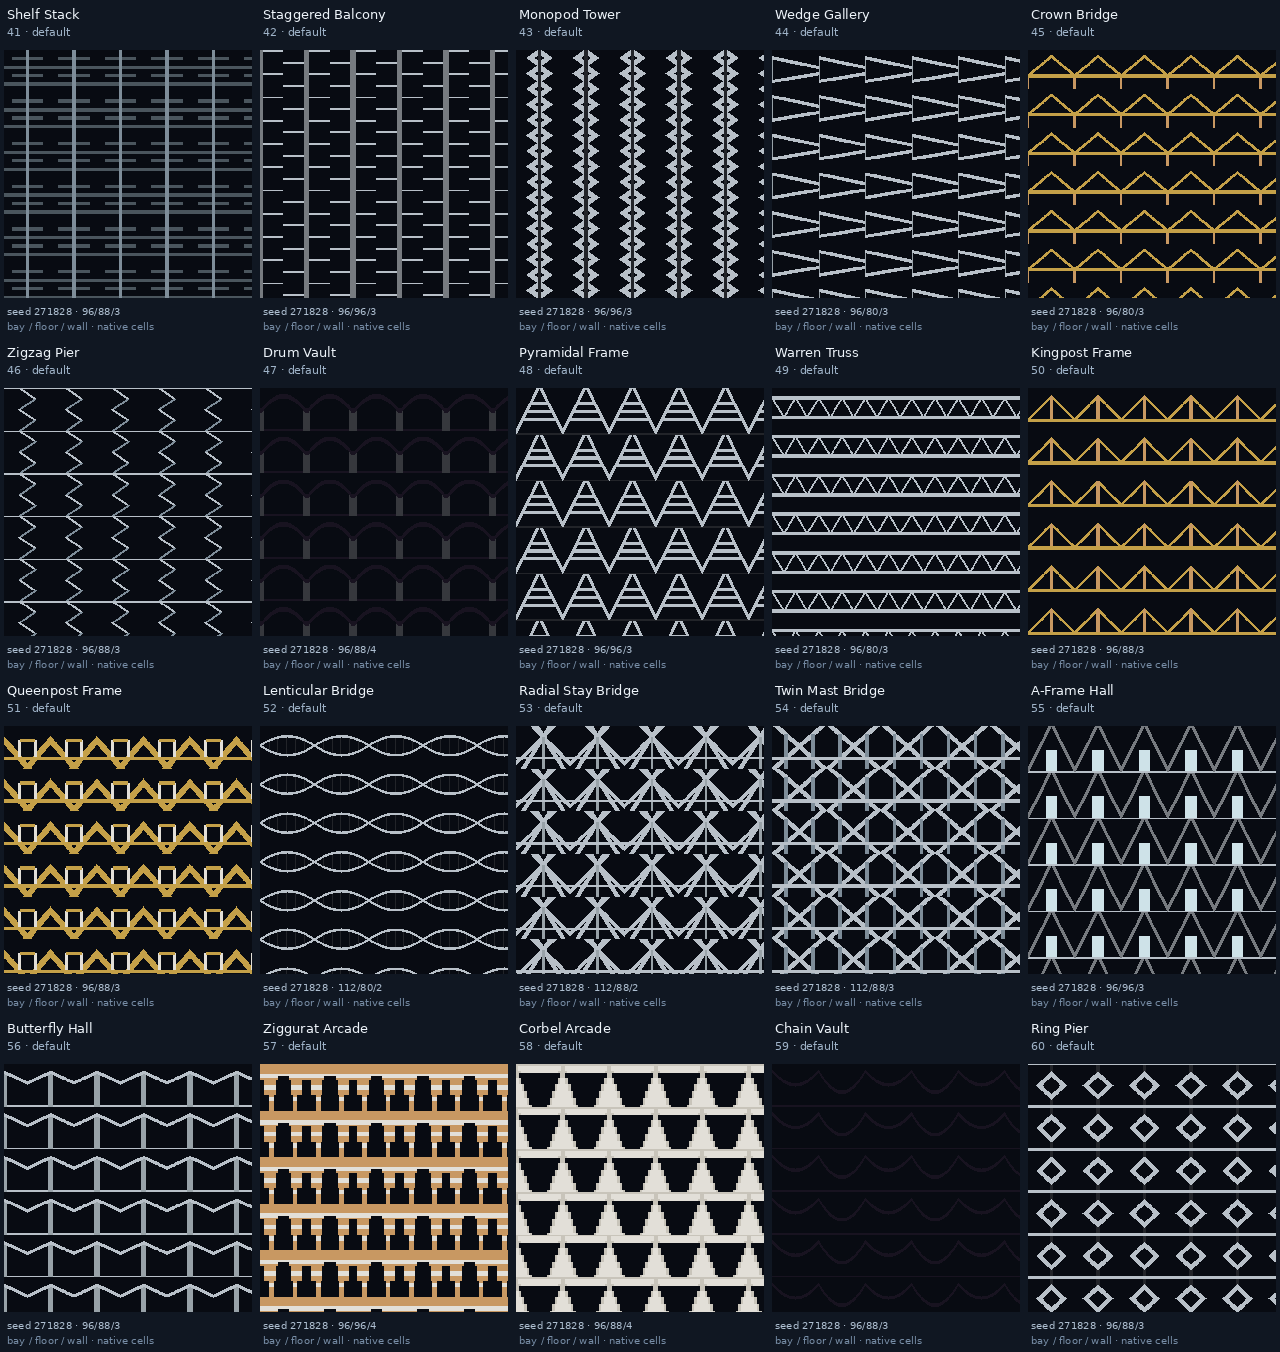 Shelf Stack
41 · default
seed 271828 · 96/88/3
bay / floor / wall · native cells
Staggered Balcony
42 · default
seed 271828 · 96/96/3
bay / floor / wall · native cells
Monopod Tower
43 · default
seed 271828 · 96/96/3
bay / floor / wall · native cells
Wedge Gallery
44 · default
seed 271828 · 96/80/3
bay / floor / wall · native cells
Crown Bridge
45 · default
seed 271828 · 96/80/3
bay / floor / wall · native cells
Zigzag Pier
46 · default
seed 271828 · 96/88/3
bay / floor / wall · native cells
Drum Vault
47 · default
seed 271828 · 96/88/4
bay / floor / wall · native cells
Pyramidal Frame
48 · default
seed 271828 · 96/96/3
bay / floor / wall · native cells
Warren Truss
49 · default
seed 271828 · 96/80/3
bay / floor / wall · native cells
Kingpost Frame
50 · default
seed 271828 · 96/88/3
bay / floor / wall · native cells
Queenpost Frame
51 · default
seed 271828 · 96/88/3
bay / floor / wall · native cells
Lenticular Bridge
52 · default
seed 271828 · 112/80/2
bay / floor / wall · native cells
Radial Stay Bridge
53 · default
seed 271828 · 112/88/2
bay / floor / wall · native cells
Twin Mast Bridge
54 · default
seed 271828 · 112/88/3
bay / floor / wall · native cells
A-Frame Hall
55 · default
seed 271828 · 96/96/3
bay / floor / wall · native cells
Butterfly Hall
56 · default
seed 271828 · 96/88/3
bay / floor / wall · native cells
Ziggurat Arcade
57 · default
seed 271828 · 96/96/4
bay / floor / wall · native cells
Corbel Arcade
58 · default
seed 271828 · 96/88/4
bay / floor / wall · native cells
Chain Vault
59 · default
seed 271828 · 96/88/3
bay / floor / wall · native cells
Ring Pier
60 · default
seed 271828 · 96/88/3
bay / floor / wall · native cells